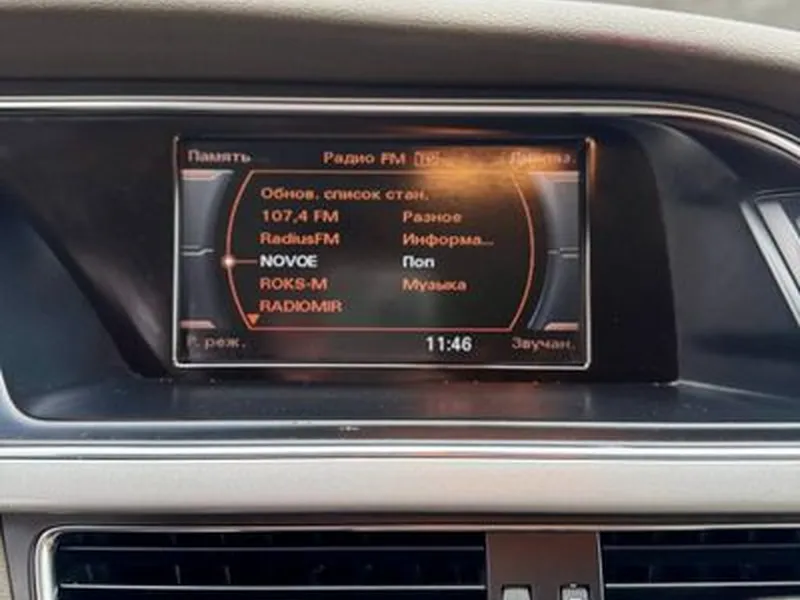 Память Радио FM TP
Обнов. список стан.
107,4 FM Разное
RadiusFM Информа...
NOVOE Поп
ROKS-M Музыка
RADIOMIR
реж. 11:46 Звучан.